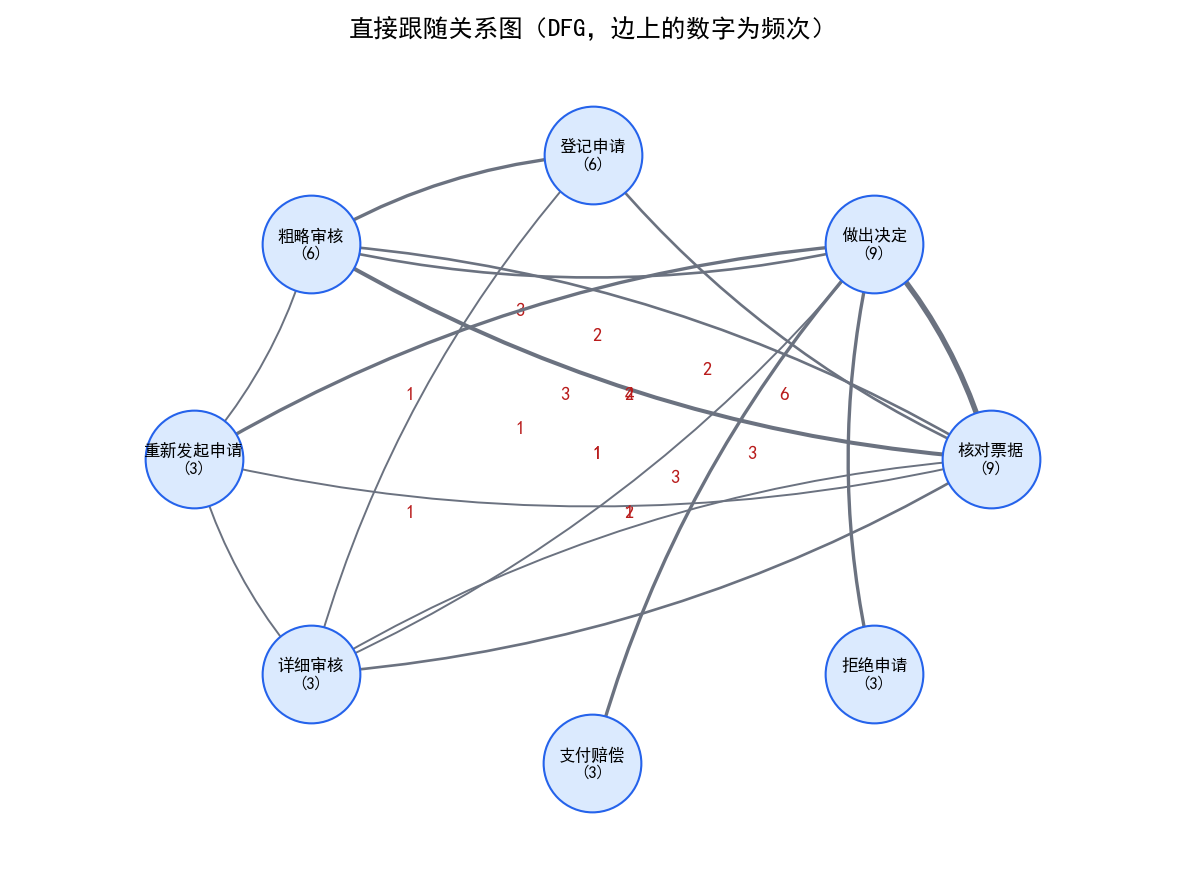 直接跟随关系图（DFG，边上的数字为频次）
登记申请
(6)
粗略审核
(6)
做出决定
(9)
3
2
2
1
3
6
1
1
3
重新发起申请
(3)
核对票据
(9)
3
1
详细审核
(3)
拒绝申请
(3)
支付赔偿
(3)